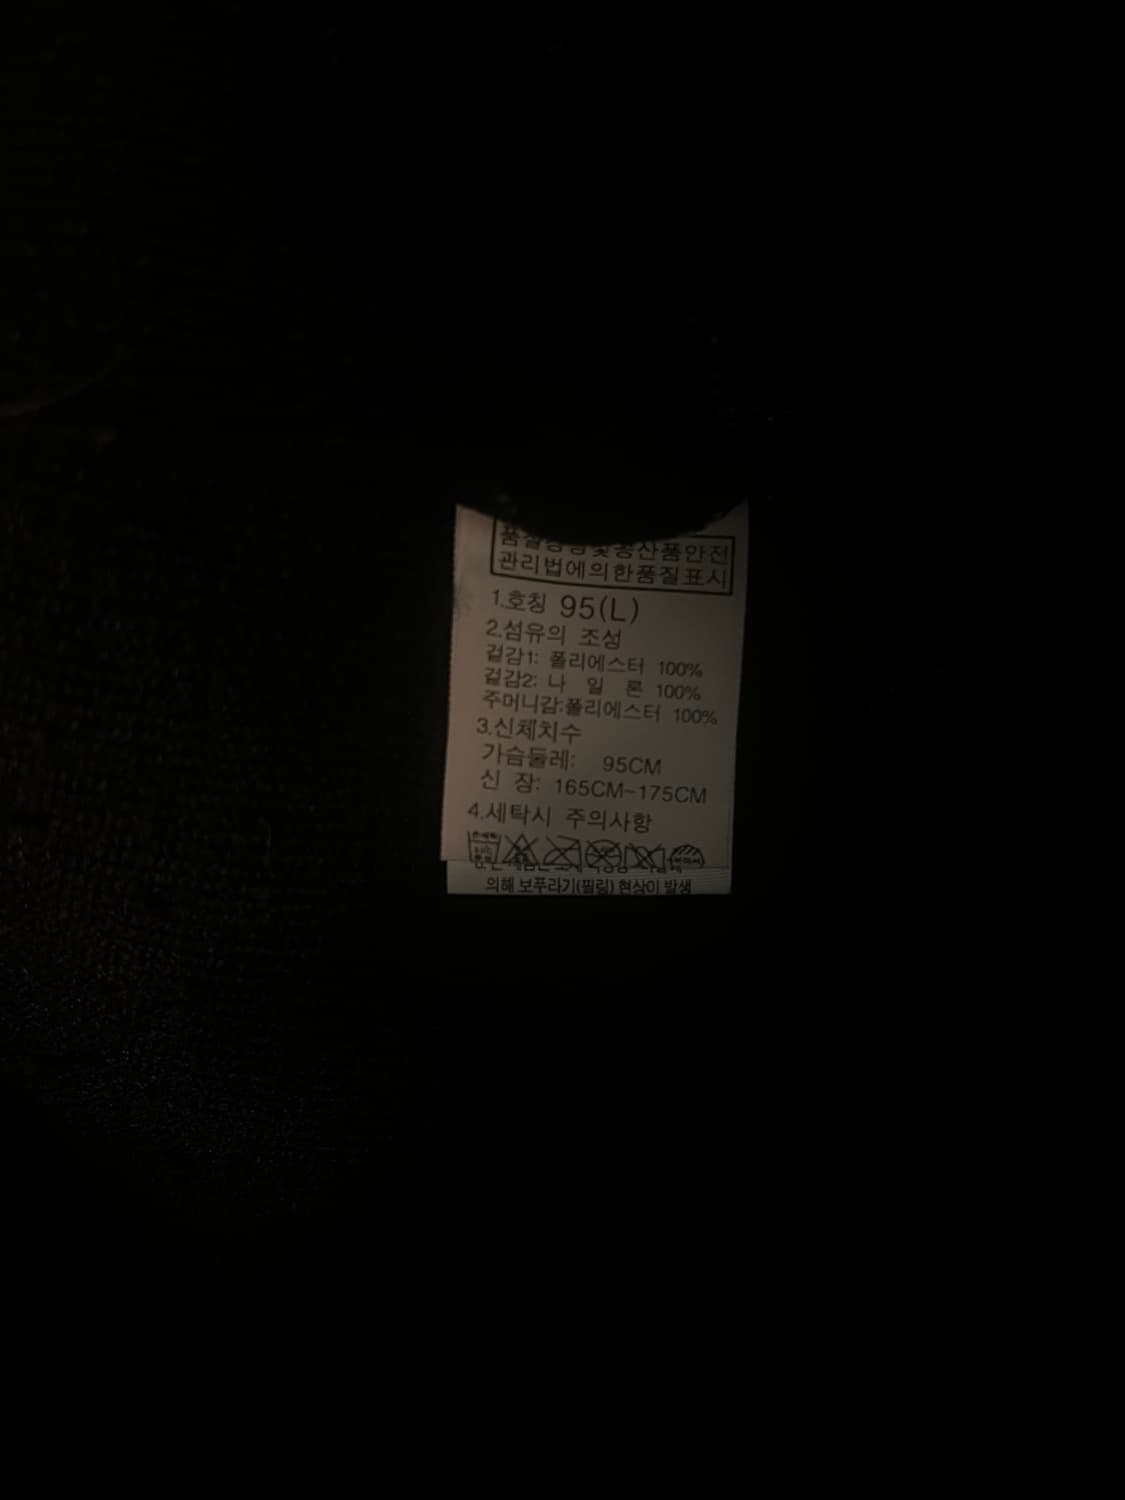 관리법에의한품질표시
1.호칭 95(L)
2.섬유의 조성
겉감1: 폴리에스터 100%
겉감2: 나 일 론 100%
주머니감:폴리에스터 100%
3.신체치수
가슴둘레: 95CM
신 장: 165CM~175CM
4.세탁시 주의사항
의해 보푸라기(필링) 현상이 발생